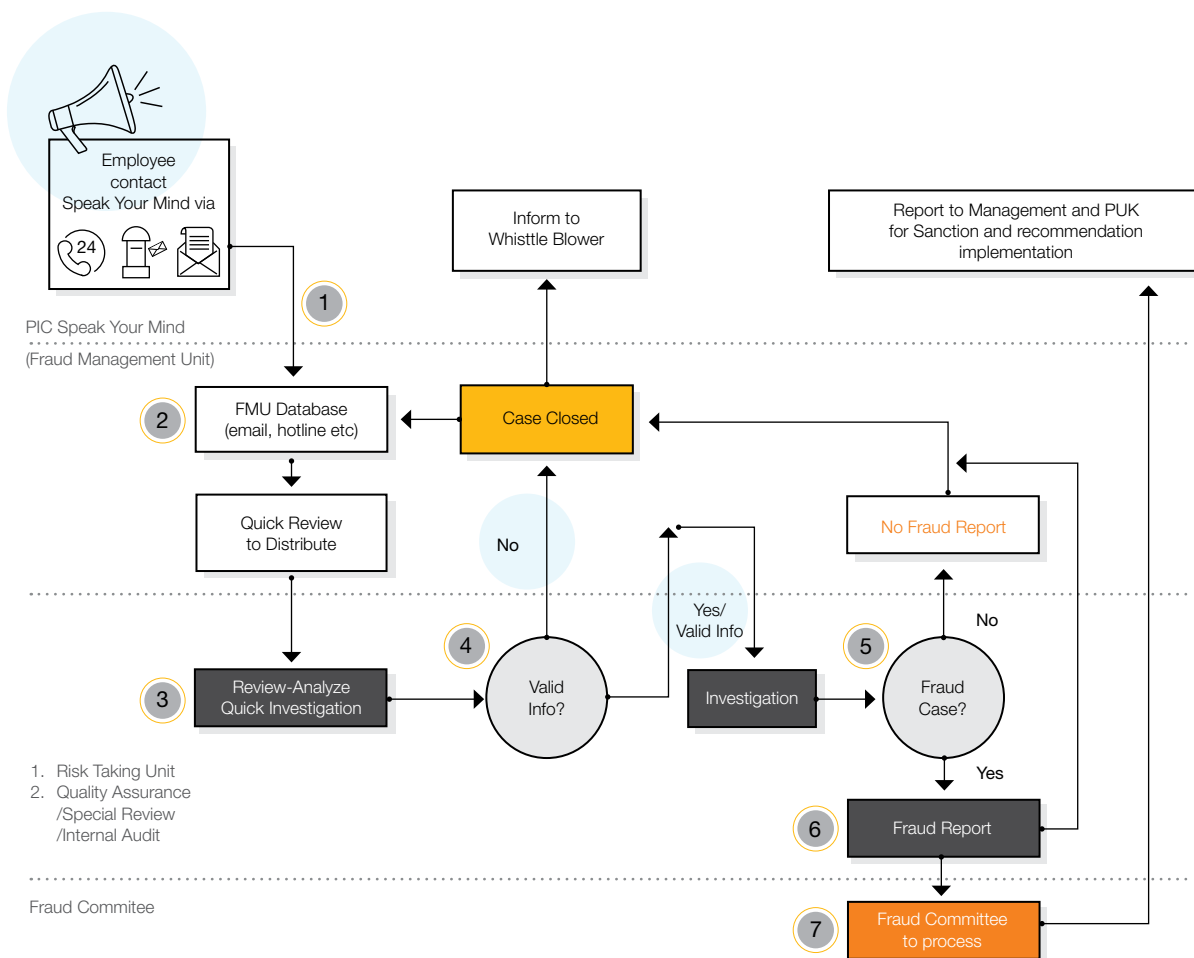 Employee
contact
Speak Your Mind via
24
1
PIC Speak Your Mind
(Fraud Management Unit)
Inform to
Whisttle Blower
Report to Management and PUK
for Sanction and recommendation
implementation
2
FMU Database
(email, hotline etc)
Case Closed
Quick Review
to Distribute
No
No Fraud Report
Yes/
Valid Info
No
3
Review-Analyze
Quick Investigation
4
Valid
Info?
Investigation
5
Fraud
Case?
Yes
1. Risk Taking Unit
2. Quality Assurance
/Special Review
/Internal Audit
6
Fraud Report
Fraud Commitee
7
Fraud Committee
to process